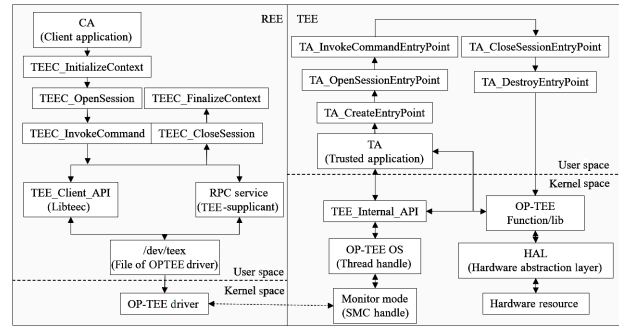 REE
CA
(Client application)
TEEC_InitializeContext
TEEC_OpenSession
TEEC_FinalizeContext
TEEC_InvokeCommand
TEEC_CloseSession
TEE_Client_API
(Libteec)
RPC service
(TEE-supplicant)
/dev/teex
(File of OPTEE driver)
User space
Kernel space
OP-TEE driver
TEE
TA_InvokeCommandEntryPoint
TA_CloseSessionEntryPoint
TA_OpenSessionEntryPoint
TA_DestroyEntryPoint
TA_CreateEntryPoint
TA
(Trusted application)
User space
Kernel space
TEE_Internal_API
OP-TEE
Function/lib
OP-TEE OS
(Thread handle)
HAL
(Hardware abstraction layer)
Monitor mode
(SMC handle)
Hardware resource